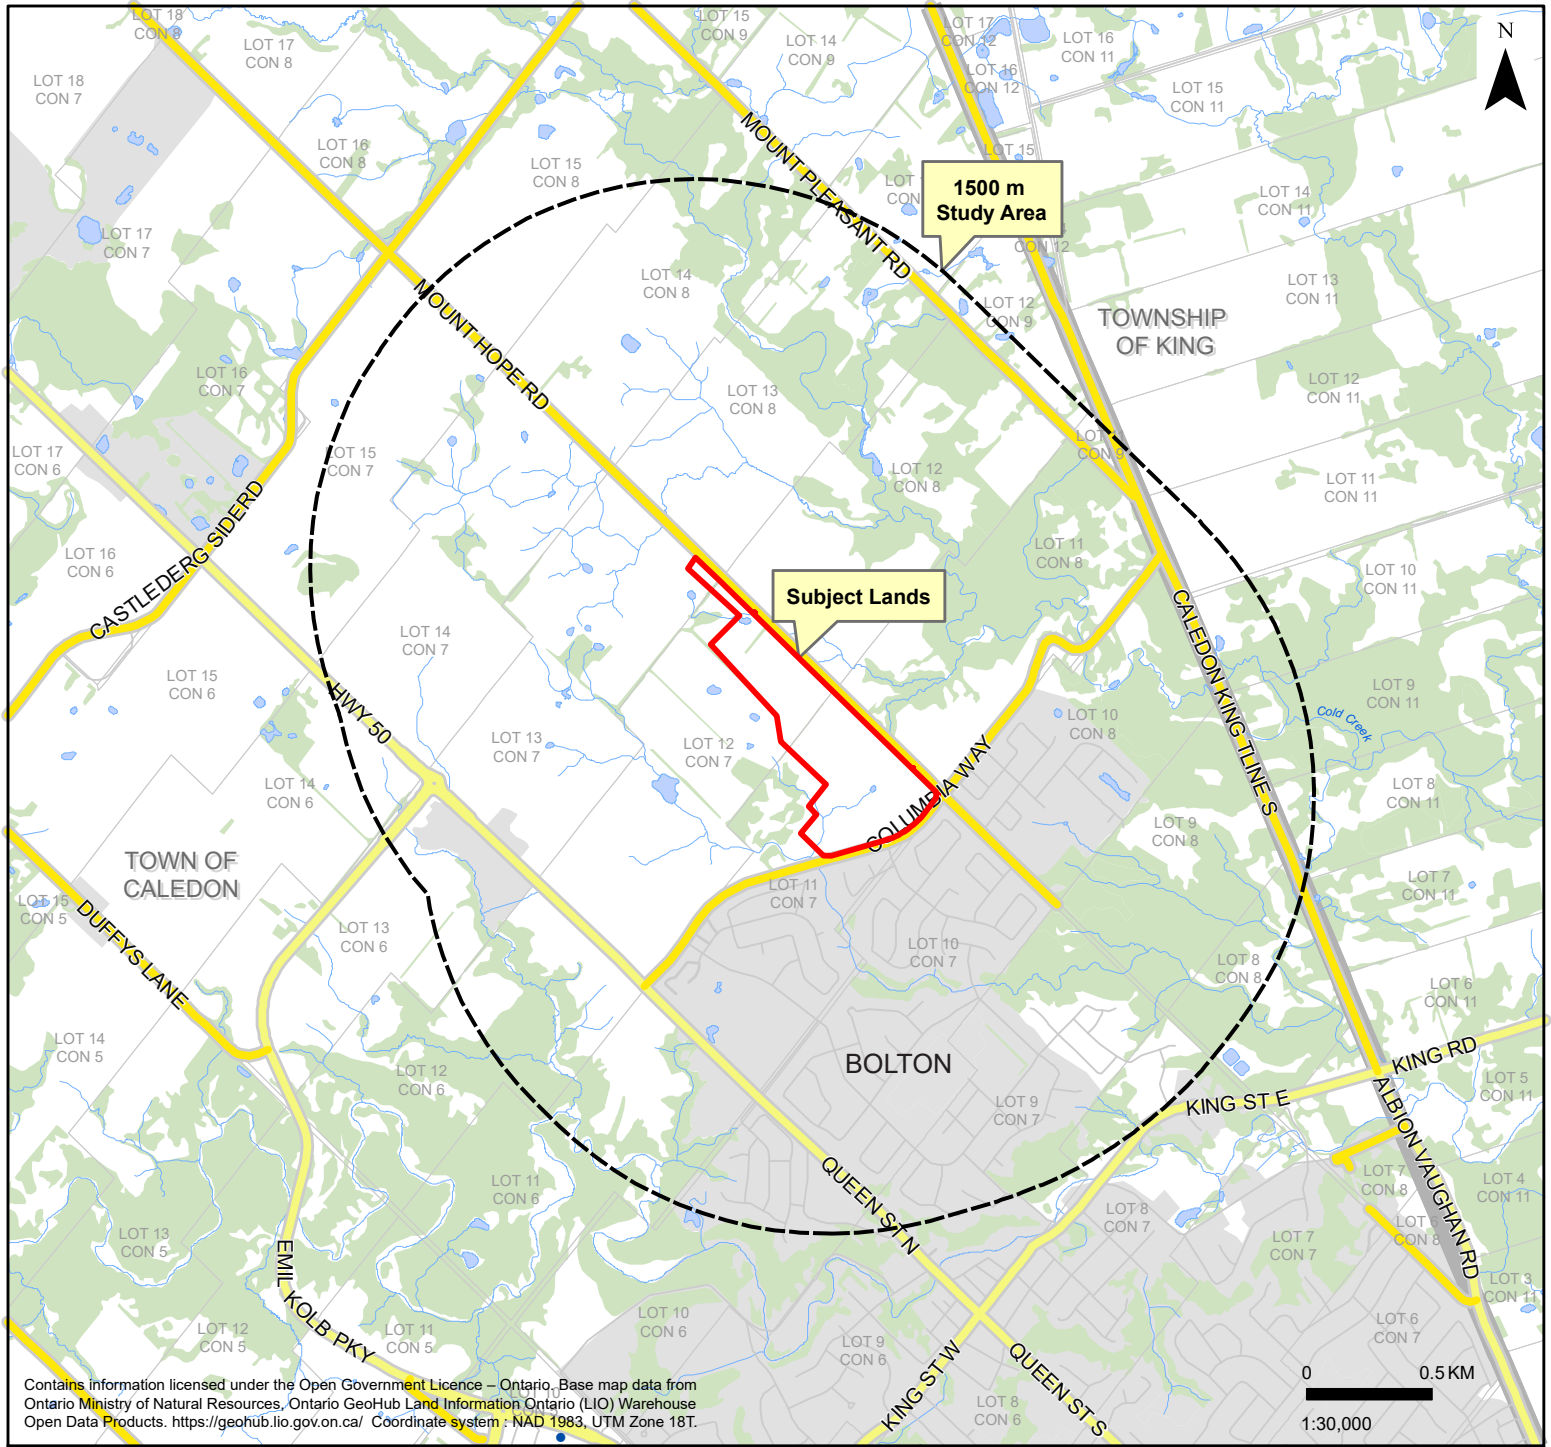 LOT 18
CON 8
LOT 15
CON 9
LOT 17
CON 12
LOT 17
CON 8
LOT 14
CON 9
LOT 16
CON 11
N
LOT 18
CON 7
LOT 16
CON 12
LOT 15
CON 11
LOT 16
CON 8
MOUNT PLEASANT RD
LOT 15
LOT 15
CON 8
1500 m
Study Area
LOT 14
CON 11
LOT 17
CON 7
CON 12
LOT 14
CON 8
LOT 13
CON 11
MOUNT HOPE RD
LOT 12
CON 9
TOWNSHIP
OF KING
LOT 16
CON 7
LOT 13
CON 8
LOT 12
CON 11
LOT 17
CON 6
LOT 15
CON 7
CON 9
LOT 12
CON 8
LOT 11
CON 11
CASTLEDERG SIDERD
LOT 16
CON 6
LOT 11
CON 8
LOT 10
CON 11
Subject Lands
CALEDON KING TLINE S
LOT 14
CON 7
LOT 15
CON 6
LOT 9
CON 11
HWY 50
LOT 13
CON 7
LOT 12
CON 7
LOT 10
CON 8
Cold Creek
LOT 14
CON 6
COLUMBIA WAY
LOT 8
CON 11
LOT 9
CON 8
TOWN OF
CALEDON
LOT 11
CON 7
LOT 7
CON 11
LOT 15
CON 5
DUFFYS LANE
LOT 13
CON 6
LOT 10
CON 7
LOT 8
CON 8
LOT 6
CON 11
LOT 14
CON 5
LOT 12
CON 6
BOLTON
KING RD
LOT 5
CON 11
LOT 9
CON 7
KING ST E
ALBION VAUGHAN RD
QUEEN ST N
LOT 11
CON 6
LOT 7
CON 8
LOT 4
CON 11
LOT 8
CON 7
LOT 13
CON 5
LOT 7
CON 7
LOT 6
CON 8
EMIL KOLB PKY
LOT 3
CON 11
LOT 12
CON 5
LOT 11
CON 5
LOT 10
CON 6
LOT 9
CON 6
LOT 6
CON 7
KING ST W
QUEEN ST S
LOT 8
CON 6
LOT 10
0 0.5 KM
1:30,000
Contains information licensed under the Open Government Licence – Ontario. Base map data from
Ontario Ministry of Natural Resources, Ontario GeoHub Land Information Ontario (LIO) Warehouse
Open Data Products. https://geohub.lio.gov.on.ca/ Coordinate system : NAD 1983, UTM Zone 18T.